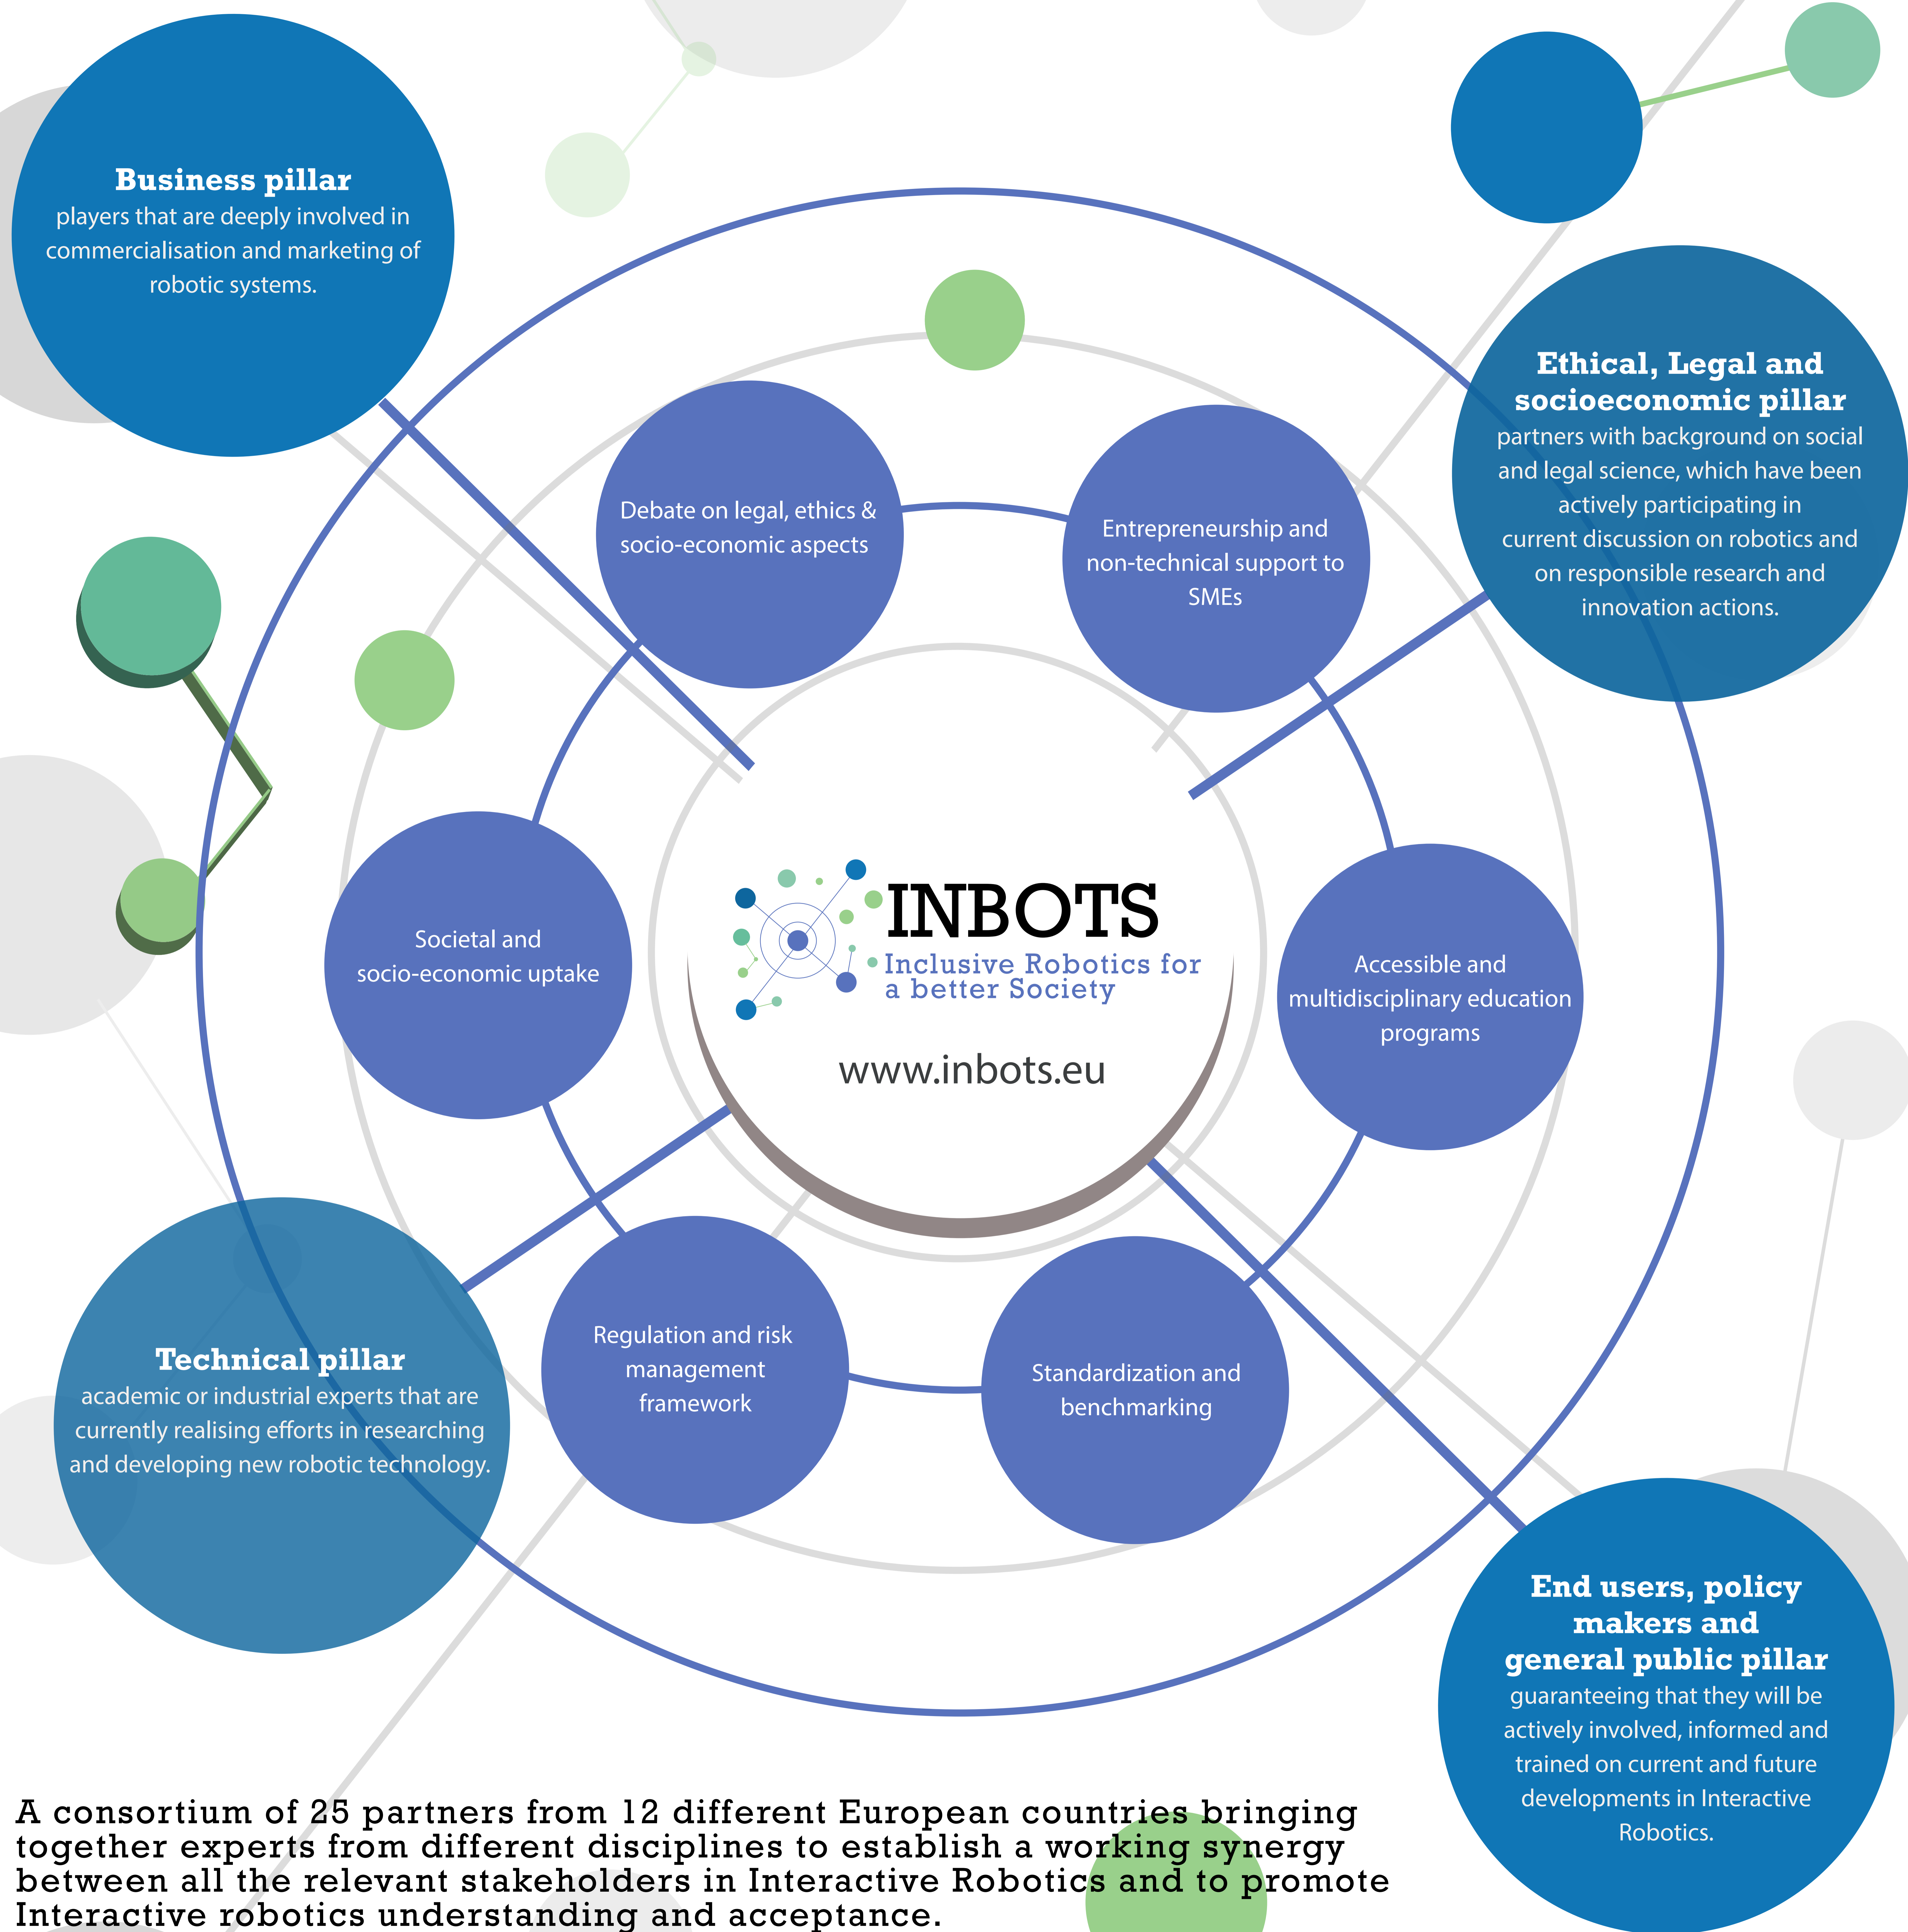 Business pillar
players that are deeply involved in
commercialisation and marketing of
robotic systems.
Ethical, Legal and
socioeconomic pillar
partners with background on social
and legal science, which have been
actively participating in
current discussion on robotics and
on responsible research and
innovation actions.
Debate on legal, ethics &
socio-economic aspects
Entrepreneurship and
non-technical support to
SMEs
Societal and
socio-economic uptake
INBOTS
Inclusive Robotics for
a better Society
www.inbots.eu
Accessible and
multidisciplinary education
programs
Regulation and risk
management
framework
Standardization and
benchmarking
Technical pillar
academic or industrial experts that are
currently realising efforts in researching
and developing new robotic technology.
End users, policy
makers and
general public pillar
guaranteeing that they will be
actively involved, informed and
trained on current and future
developments in Interactive
Robotics.
A consortium of 25 partners from 12 different European countries bringing
together experts from different disciplines to establish a working synergy
between all the relevant stakeholders in Interactive Robotics and to promote
Interactive robotics understanding and acceptance.